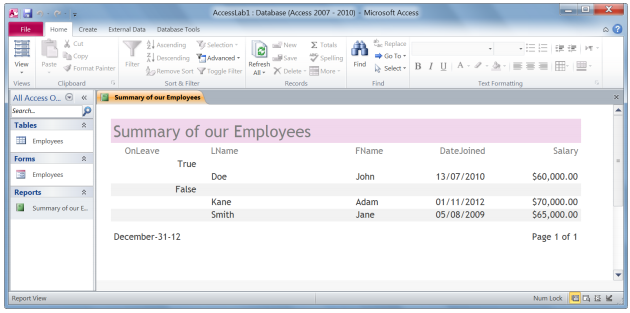 AccessLab1 : Database (Access 2007 - 2010) - Microsoft Access
File Home Create External Data Database Tools
View
Views
Paste
Cut
Copy
Format Painter
Clipboard
Filter
Ascending
Descending
Remove Sort
Selection
Advanced
Toggle Filter
Sort & Filter
Refresh
All
New
Save
Delete
Totals
Spelling
More
Records
Find
Replace
Go To
Select
Find
B I U A
Text Formatting
All Access O...
Search...
Tables
Employees
Forms
Employees
Reports
Summary of our E...
Summary of our Employees
Summary of our Employees
OnLeave LName FName DateJoined Salary
True
Doe John 13/07/2010 $60,000.00
False
Kane Adam 01/11/2012 $70,000.00
Smith Jane 05/08/2009 $65,000.00
December-31-12 Page 1 of 1
Report View Num Lock